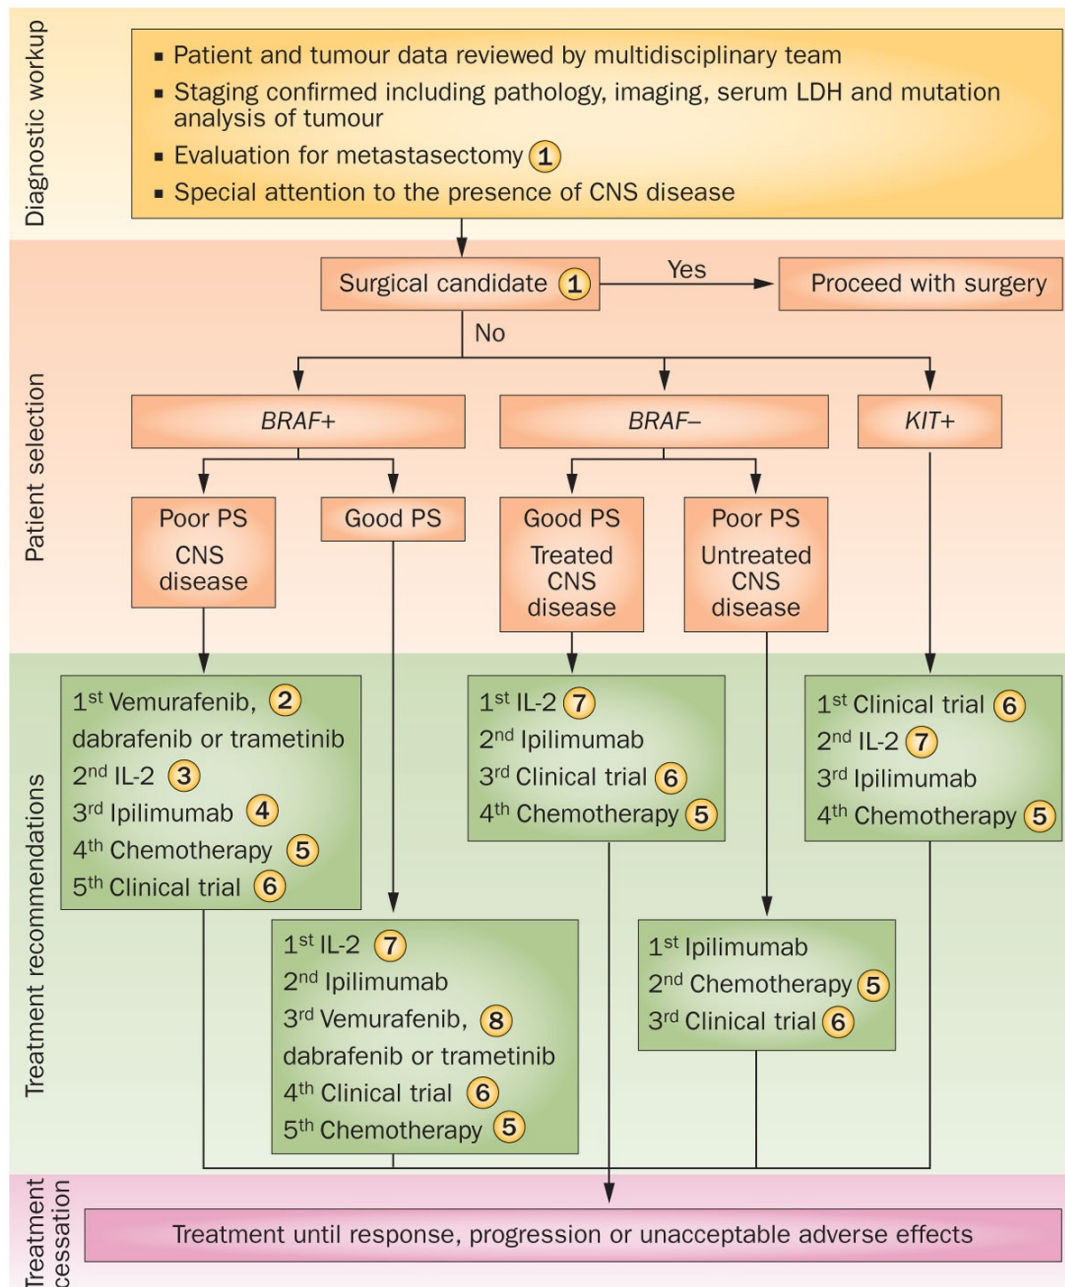 Diagnostic workup
▪ Patient and tumour data reviewed by multidisciplinary team
▪ Staging confirmed including pathology, imaging, serum LDH and mutation
analysis of tumour
▪ Evaluation for metastasectomy 1
▪ Special attention to the presence of CNS disease
Patient selection
Surgical candidate 1
Yes
Proceed with surgery
No
BRAF+
BRAF–
KIT+
Poor PS
CNS
disease
Good PS
Good PS
Treated
CNS
disease
Poor PS
Untreated
CNS
disease
Treatment recommendations
1st Vemurafenib, 2
dabrafenib or trametinib
2nd IL-2 3
3rd Ipilimumab 4
4th Chemotherapy 5
5th Clinical trial 6
1st IL-2 7
2nd Ipilimumab
3rd Vemurafenib, 8
dabrafenib or trametinib
4th Clinical trial 6
5th Chemotherapy 5
1st IL-2 7
2nd Ipilimumab
3rd Clinical trial 6
4th Chemotherapy 5
1st Ipilimumab
2nd Chemotherapy 5
3rd Clinical trial 6
1st Clinical trial 6
2nd IL-2 7
3rd Ipilimumab
4th Chemotherapy 5
Treatment
cessation
Treatment until response, progression or unacceptable adverse effects